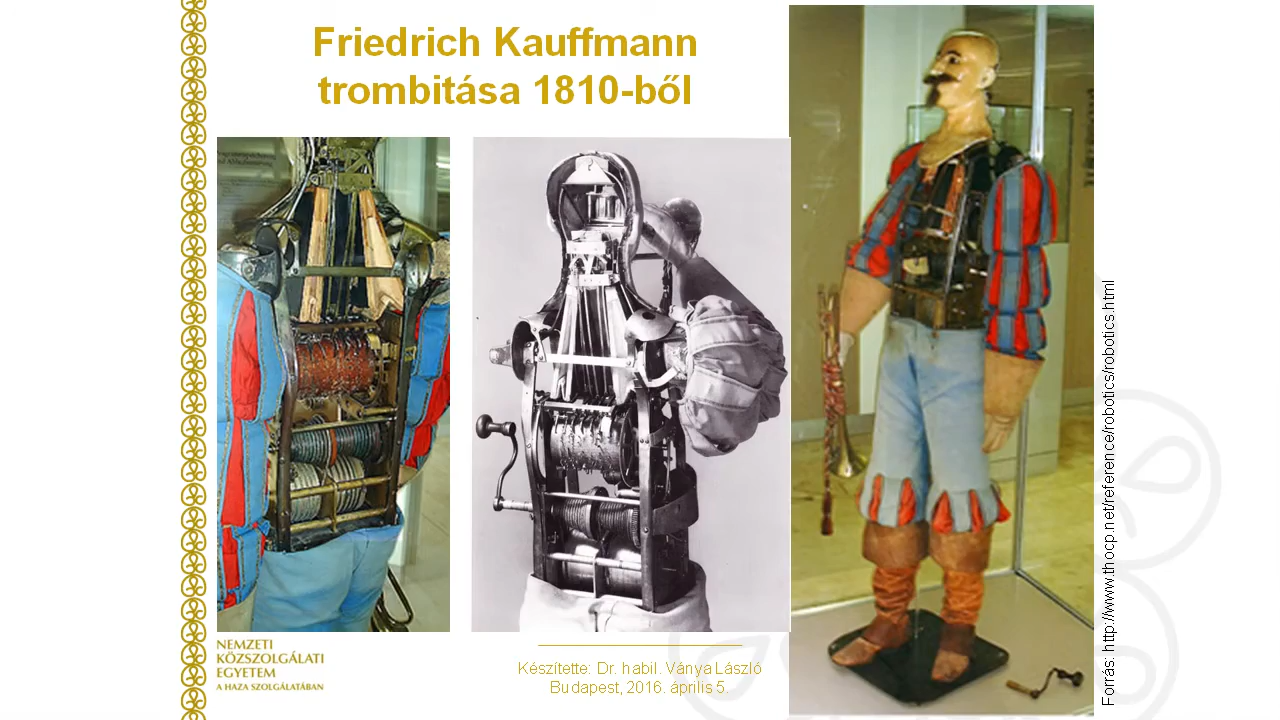 Friedrich Kauffmann
trombitása 1810-ből
NEMZETI
KÖZSZOLGÁLATI
EGYETEM
A HAZA SZOLGÁLATÁBAN
Készítette: Dr. habil. Ványa László
Budapest, 2016. április 5.
Forrás: http://www.thocp.net/reference/robotics/robotics.html